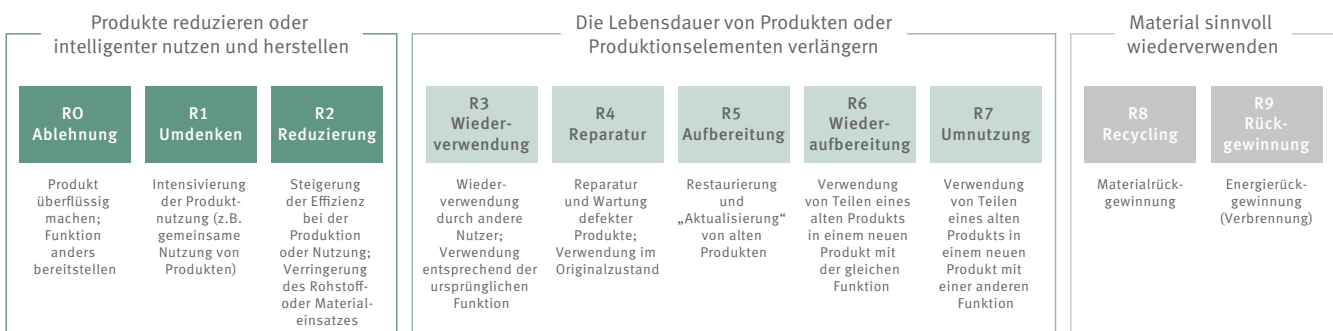 Produkte reduzieren oder
intelligenter nutzen und herstellen
R0
Ablehnung
Produkt
überflüssig
machen;
Funktion
anders
bereitstellen
R1
Umdenken
Intensivierung
der Produkt-
nutzung (z.B.
gemeinsame
Nutzung von
Produkten)
R2
Reduzierung
Steigerung
der Effizienz
bei der
Produktion
oder Nutzung;
Verringerung
des Rohstoff-
oder Material-
einsatzes
Die Lebensdauer von Produkten oder
Produktionselementen verlängern
R3
Wieder-
verwendung
Wieder-
verwendung
durch andere
Nutzer;
Verwendung
entsprechend der
ursprünglichen
Funktion
R4
Reparatur
Reparatur
und Wartung
defekter
Produkte;
Verwendung im
Originalzustand
R5
Aufbereitung
Restaurierung
und
„Aktualisierung“
von alten
Produkten
R6
Wieder-
aufbereitung
Verwendung
von Teilen eines
alten Produkts
in einem neuen
Produkt mit
der gleichen
Funktion
R7
Umnutzung
Verwendung
von Teilen
eines alten
Produkts in
einem neuen
Produkt mit
einer anderen
Funktion
Material sinnvoll
wiederverwenden
R8
Recycling
Materialrück-
gewinnung
R9
Rück-
gewinnung
Energierück-
gewinnung
(Verbrennung)